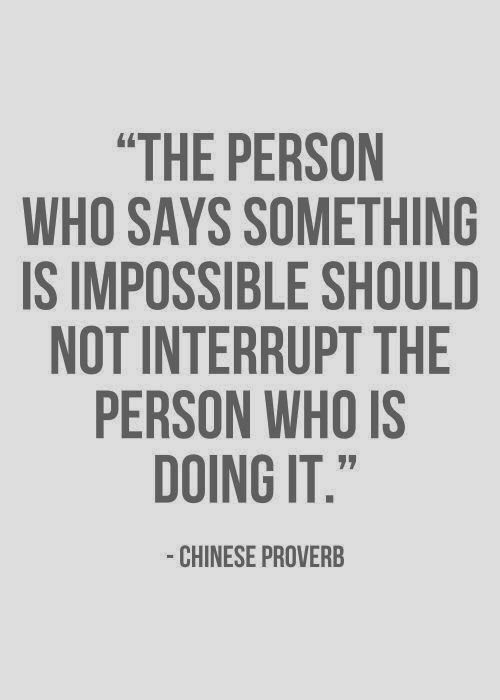 “THE PERSON
WHO SAYS SOMETHING
IS IMPOSSIBLE SHOULD
NOT INTERRUPT THE
PERSON WHO IS
DOING IT.”
- CHINESE PROVERB